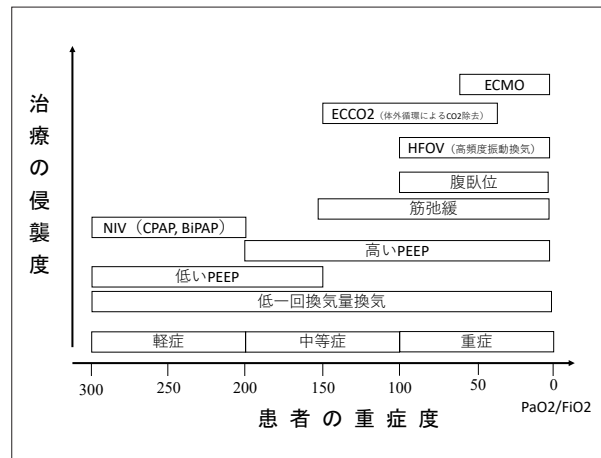 治療の侵襲度
ECMO
ECCO2（体外循環によるCO2除去）
HFOV（高頻度振動換気）
腹臥位
筋弛緩
NIV（CPAP, BiPAP）
高いPEEP
低いPEEP
低一回換気量換気
軽症 中等症 重症
300 250 200 150 100 50 0
患者の重症度
PaO2/FiO2